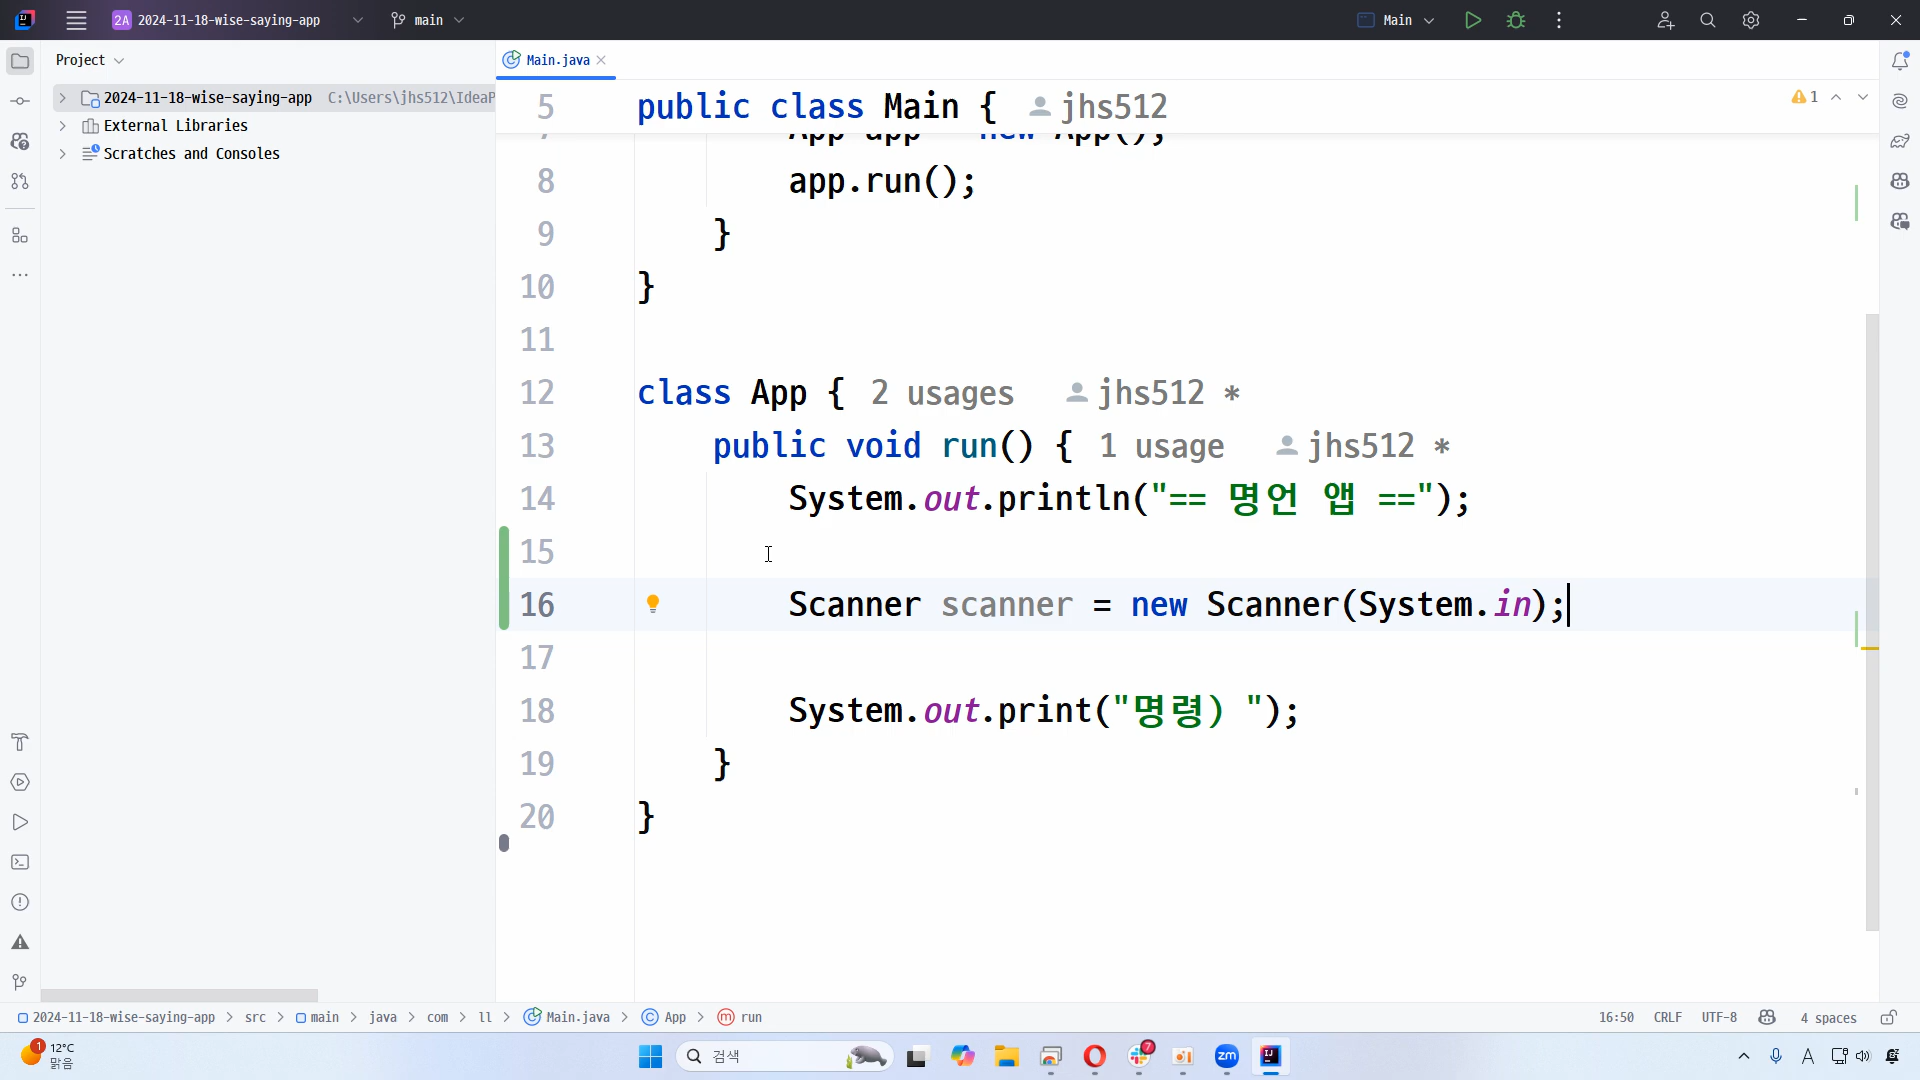 2A 2024-11-18-wise-saying-app main Main
Project
Main.java
2024-11-18-wise-saying-app C:\Users\jhs512\IdeaP
External Libraries
Scratches and Consoles
5 public class Main { jhs512
1
7 App app = new App();
8 app.run();
9 }
10 }
11
12 class App { 2 usages jhs512 *
13 public void run() { 1 usage jhs512 *
14 System.out.println("== 명언 앱 ==");
15
16 Scanner scanner = new Scanner(System.in);
17
18 System.out.print("명령) ");
19 }
20 }
2024-11-18-wise-saying-app > src > main > java > com > ll > Main.java > App > run
16:50 CRLF UTF-8 4 spaces
1 12°C
맑음
검색
7
zm
A